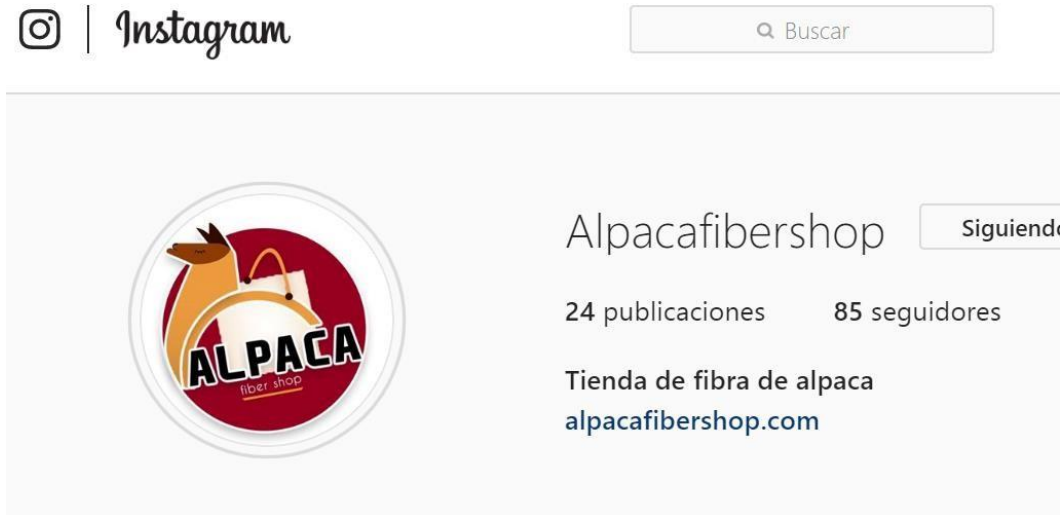 Instagram
Buscar
ALPACA
fiber shop
Alpacafibershop
Siguiendo
24 publicaciones 85 seguidores
Tienda de fibra de alpaca
alpacafibershop.com